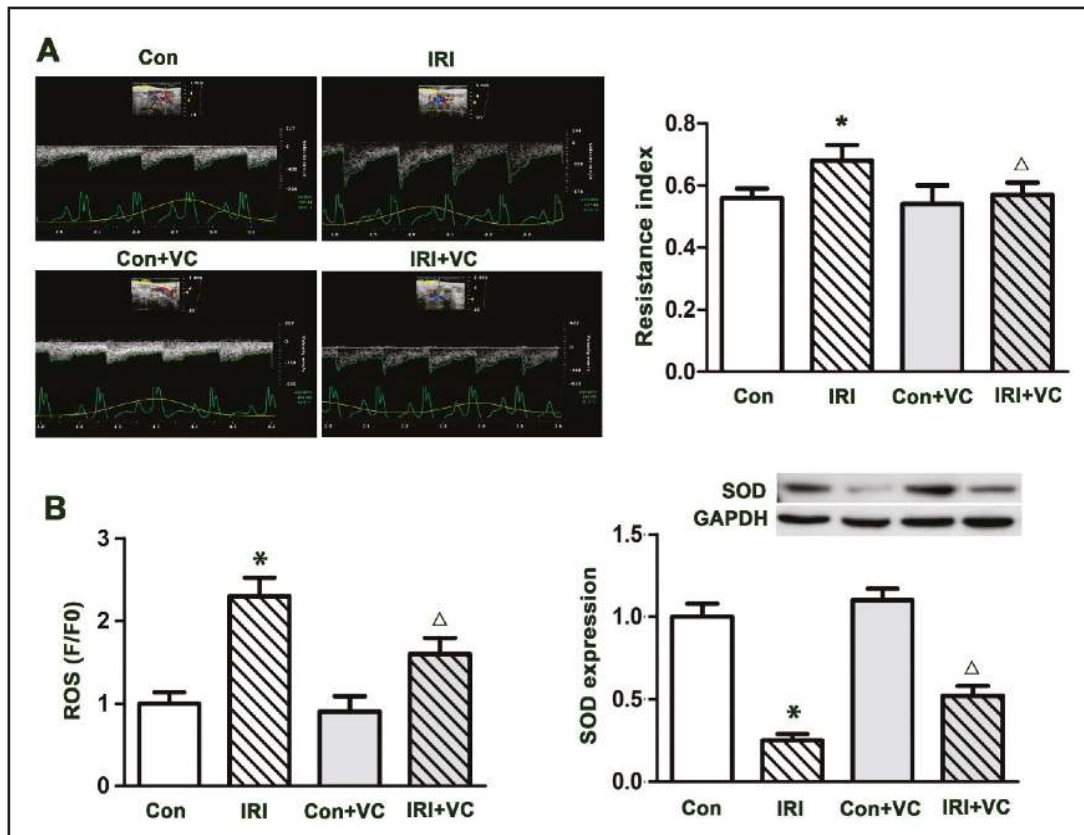 A
Con
IRI
Con+VC
IRI+VC
Resistance index
0.8
0.6
0.4
0.2
0.0
*
△
Con
IRI
Con+VC
IRI+VC
B
ROS (F/F0)
3
2
1
0
*
△
Con
IRI
Con+VC
IRI+VC
SOD
GAPDH
SOD expression
1.5
1.0
0.5
0.0
*
△
Con
IRI
Con+VC
IRI+VC